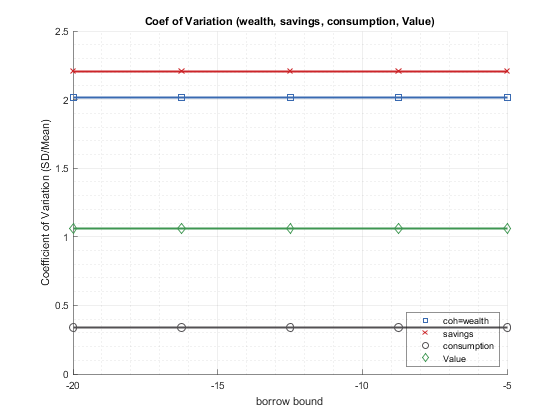 Coef of Variation (wealth, savings, consumption, Value)
2.5
2
1.5
1
0.5
0
Coefficient of Variation (SD/Mean)
coh=wealth
savings
consumption
Value
-20
-15
-10
-5
borrow bound